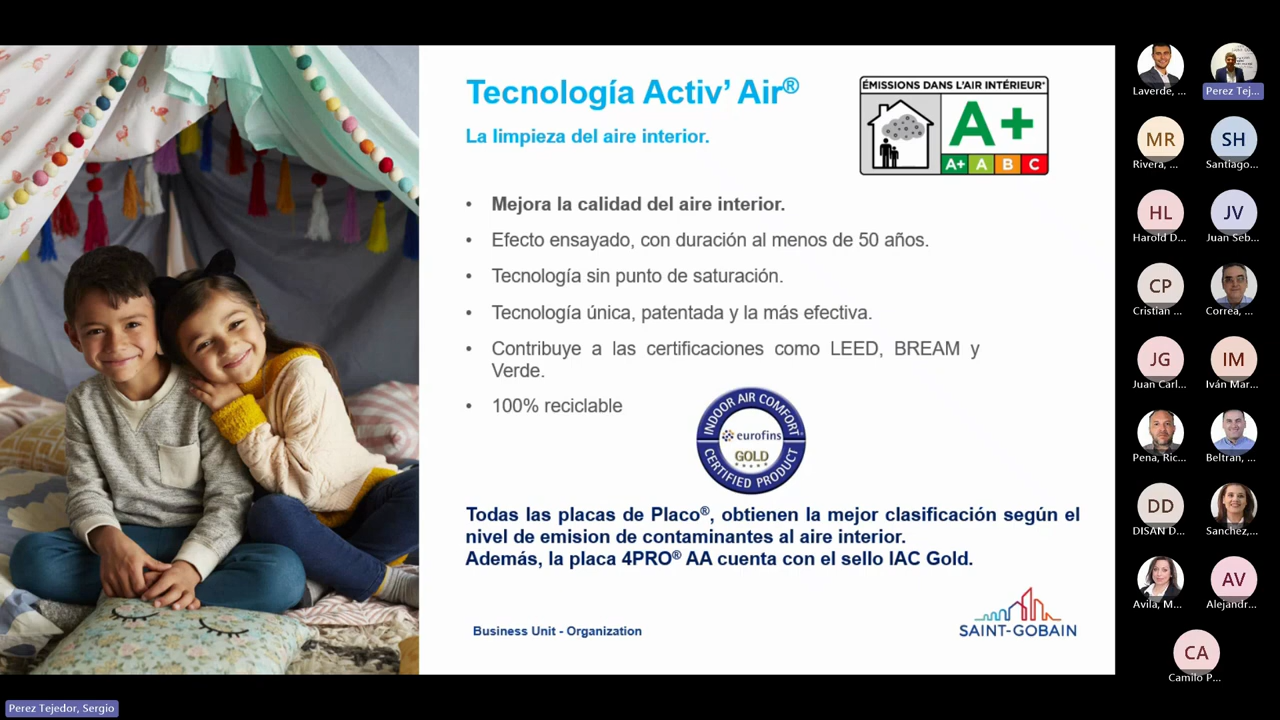 Tecnología Activ’ Air®
La limpieza del aire interior.
ÉMISSIONS DANS L'AIR INTÉRIEUR*
A+
A+ A B C
• Mejora la calidad del aire interior.
• Efecto ensayado, con duración al menos de 50 años.
• Tecnología sin punto de saturación.
• Tecnología única, patentada y la más efectiva.
• Contribuye a las certificaciones como LEED, BREAM y
Verde.
• 100% reciclable
INDOOR AIR COMFORT
eurofins
GOLD
CERTIFIED PRODUCT
Todas las placas de Placo®, obtienen la mejor clasificación según el
nivel de emision de contaminantes al aire interior.
Además, la placa 4PRO® AA cuenta con el sello IAC Gold.
Business Unit - Organization
SAINT-GOBAIN
Laverde, ...
Perez Tej...
MR
Rivera, ...
SH
Santiago...
HL
Harold D...
JV
Juan Seb...
CP
Cristian ...
Correa, ...
JG
Juan Carl...
IM
Iván Mar...
Pena, Ric...
Beltran, ...
DD
DISAN D...
Sanchez,...
Avila, M...
AV
Alejandr...
CA
Camilo P...
Perez Tejedor, Sergio